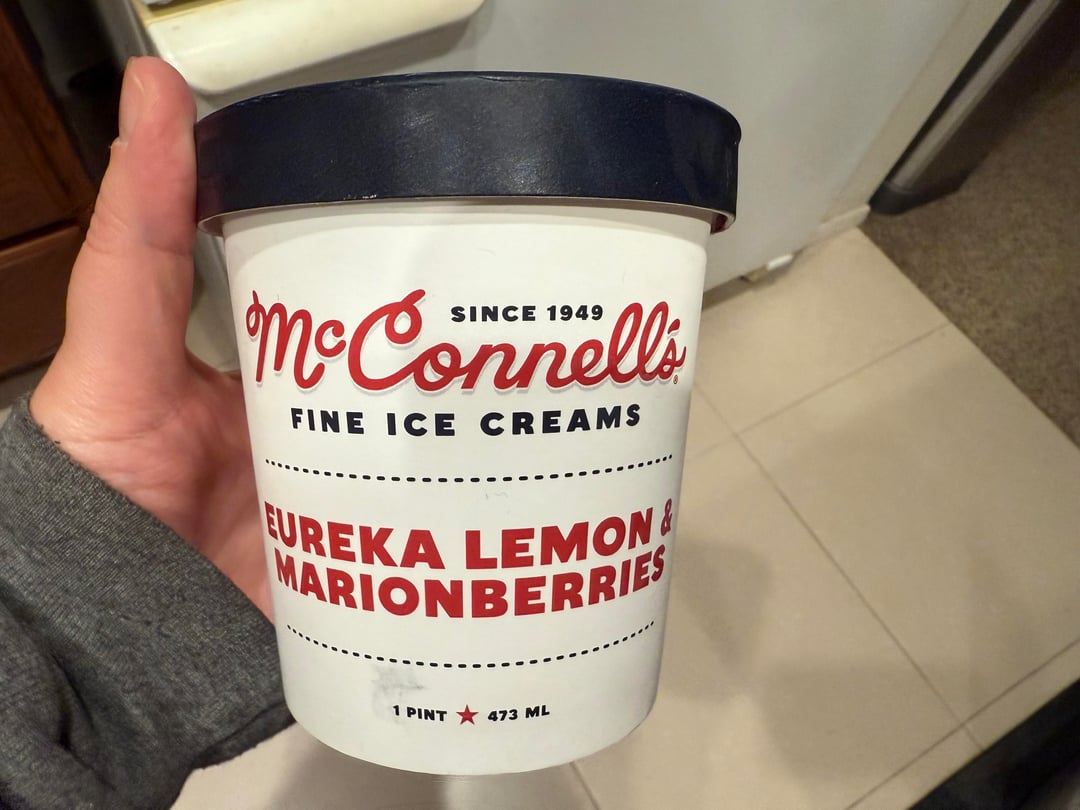 SINCE 1949
McConnell's®
FINE ICE CREAMS
EUREKA LEMON &
MARIONBERRIES
1 PINT ★ 473 ML